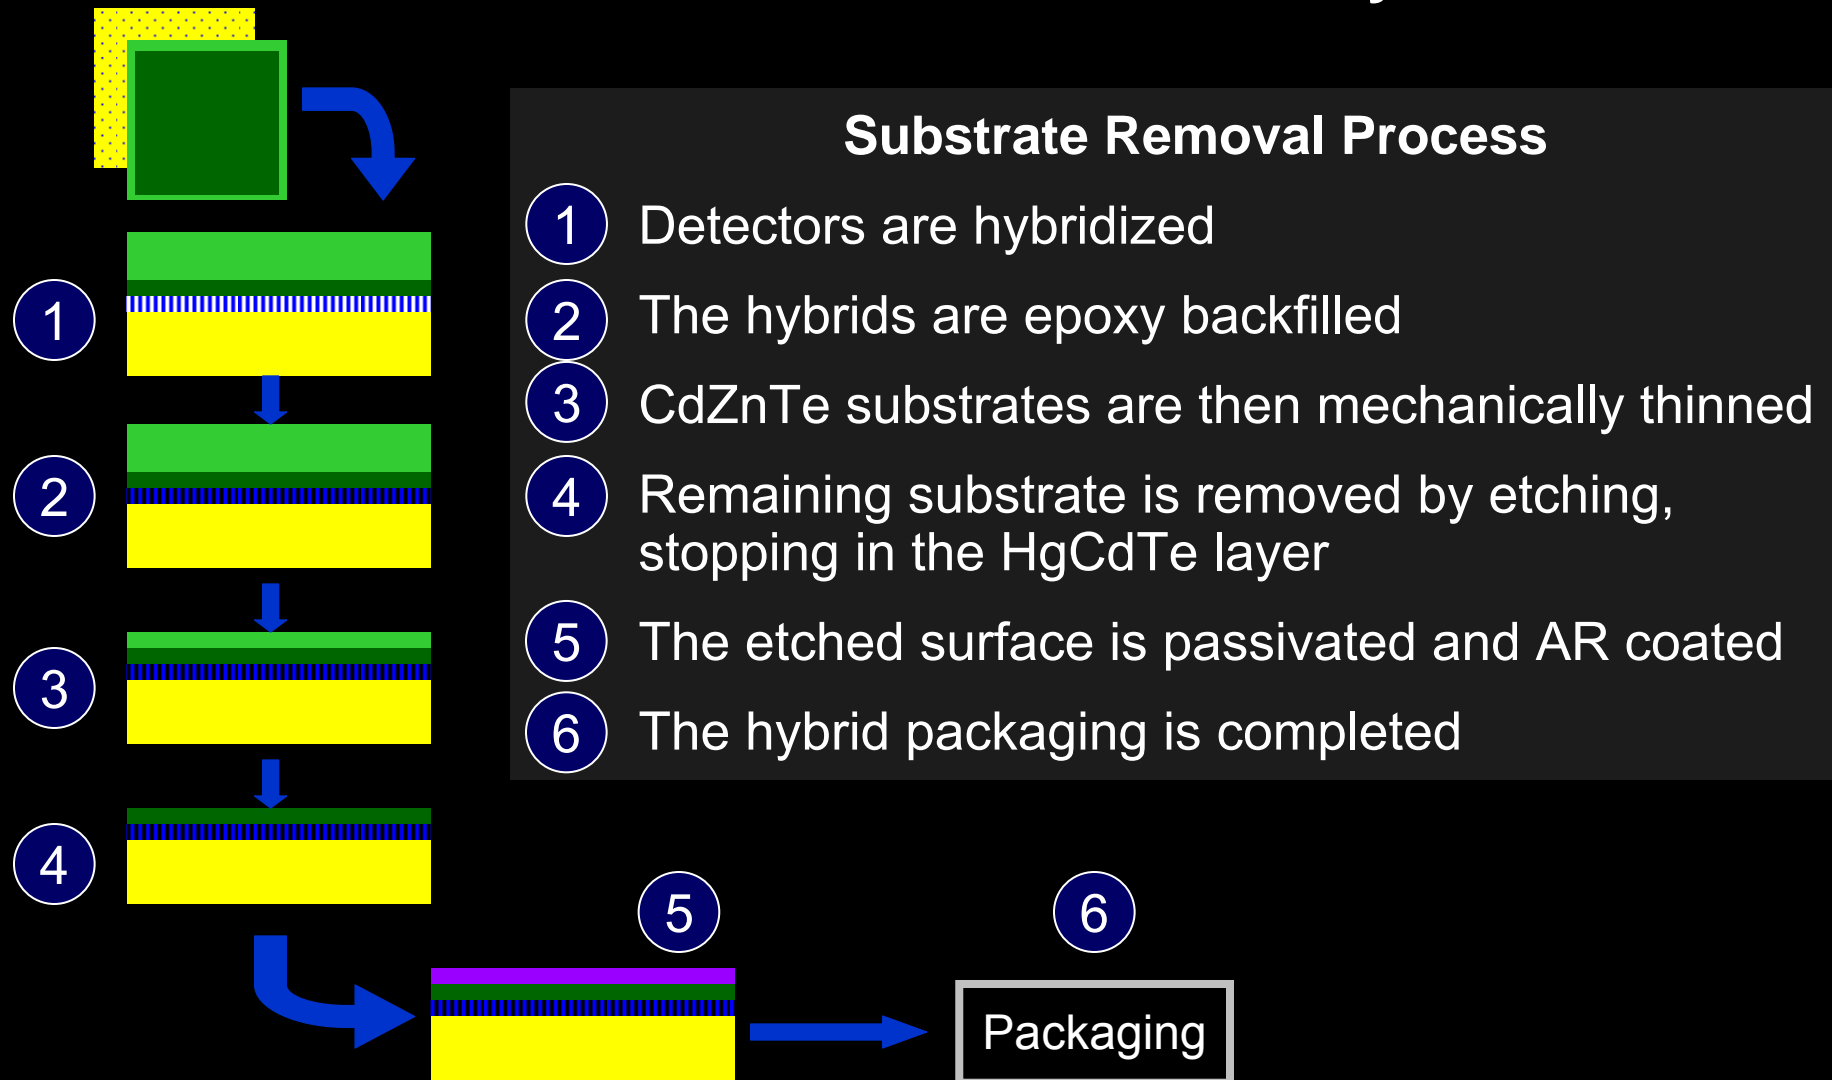 Substrate Removal Process
1 Detectors are hybridized
2 The hybrids are epoxy backfilled
3 CdZnTe substrates are then mechanically thinned
4 Remaining substrate is removed by etching,
stopping in the HgCdTe layer
5 The etched surface is passivated and AR coated
6 The hybrid packaging is completed
1
2
3
4
5
6
Packaging